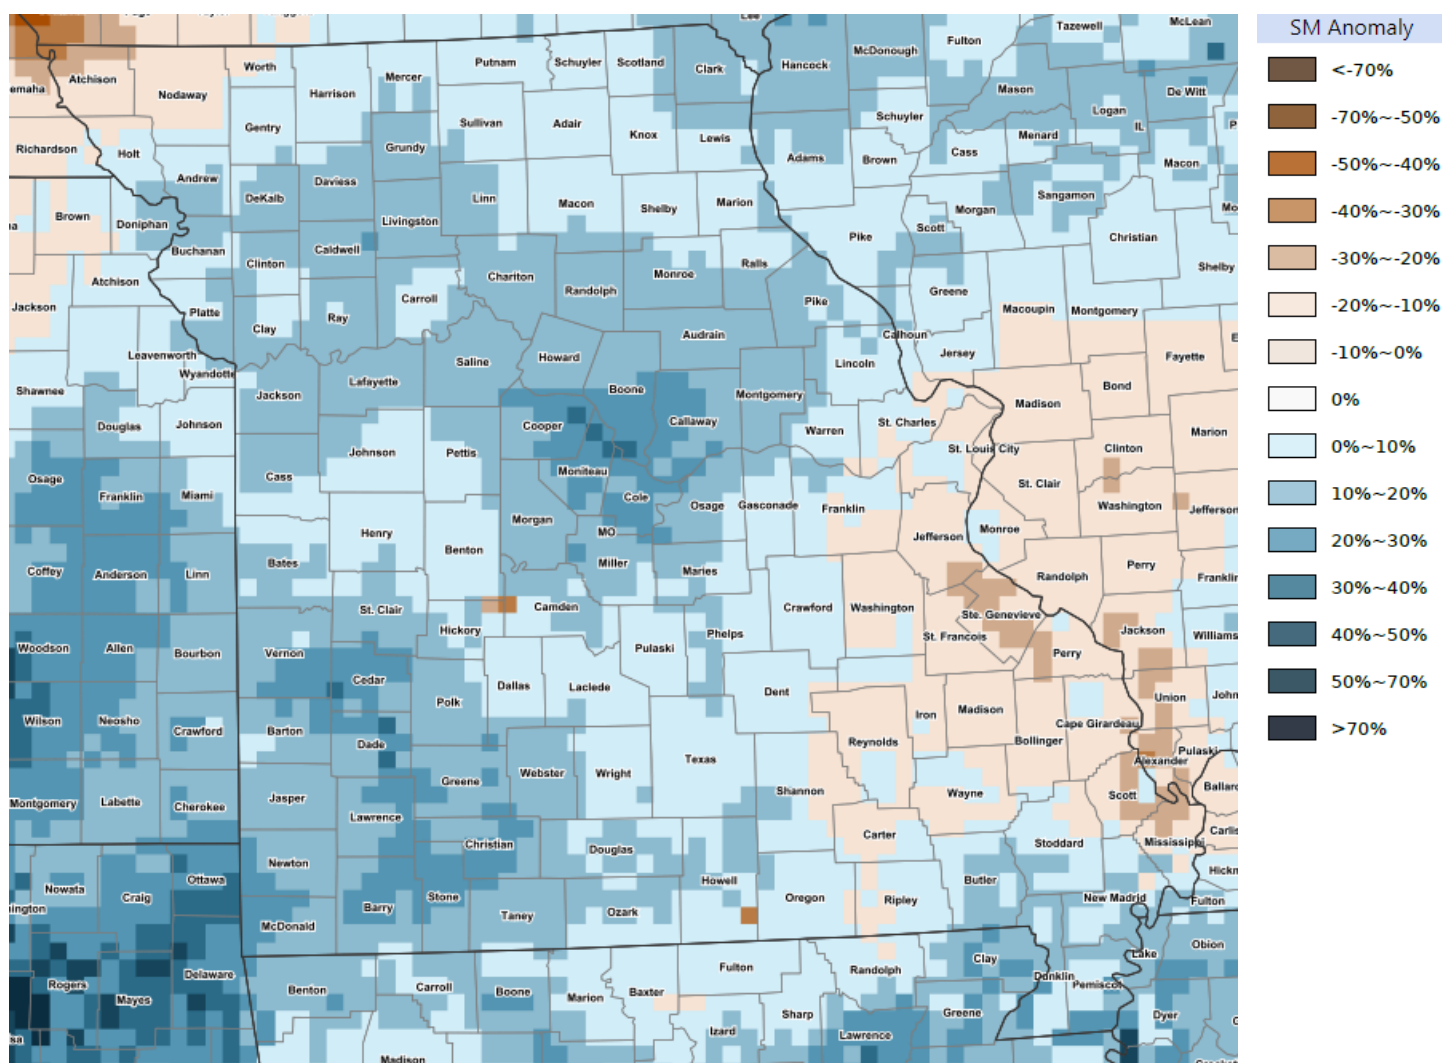 Lee
McLean
Tazewell
Fulton
McDonough
SM Anomaly
Putnam
Schuyler
Scotland
Clark
Hancock
Worth
Mercer
<-70%
Atchison
emaha
Nodaway
Harrison
Mason
De Witt
Logan
IL
-70%~-50%
Gentry
Sullivan
Adair
Knox
Lewis
Schuyler
Menard
P
Richardson
Holt
Grundy
Adams
Brown
Cass
Macon
-50%~-40%
Andrew
Daviess
DeKalb
Linn
Macon
Shelby
Marion
Sangamon
Morgan
Mo
-40%~-30%
Brown
Doniphan
Livingston
Scott
Pike
Christian
Buchanan
Caldwell
Clinton
Chariton
Monroe
Ralls
Shelby
-30%~-20%
Atchison
Carroll
Randolph
Pike
Greene
Jackson
Platte
Ray
Clay
Macoupin
Montgomery
-20%~-10%
Audrain
Calhoun
Leavenworth
Saline
Howard
Lincoln
Jersey
Fayette
-10%~0%
Wyandotte
Shawnee
Jackson
Lafayette
Boone
Montgomery
Bond
Madison
0%
Douglas
Johnson
Cooper
Callaway
Warren
St. Charles
Marion
Johnson
Pettis
St. Louis City
Clinton
0%~10%
Osage
Cass
Moniteau
St. Clair
Franklin
Miami
Cole
Osage
Gasconade
Franklin
Washington
Jefferson
10%~20%
Henry
Morgan
MO
Jefferson
Monroe
20%~30%
Benton
Coffey
Anderson
Linn
Bates
Miller
Maries
Randolph
Perry
Franklin
30%~40%
St. Clair
Camden
Crawford
Washington
Ste. Genevieve
Hickory
Phelps
St. Francois
Jackson
Williams
40%~50%
Woodson
Allen
Bourbon
Vernon
Pulaski
Perry
Cedar
Dallas
Laclede
Dent
Union
John
50%~70%
Polk
Iron
Madison
Wilson
Neosho
Crawford
Barton
Cape Girardeau
>70%
Dade
Reynolds
Bollinger
Pulaski
Texas
Alexander
Greene
Webster
Wright
Montgomery
Labette
Cherokee
Jasper
Shannon
Wayne
Scott
Ballard
Lawrence
Carter
Carlis
Christian
Douglas
Stoddard
Mississippi
Newton
Howell
Butler
Hickn
Nowata
Craig
Ottawa
Stone
Oregon
Ripley
New Madrid
Fulton
ington
Barry
Taney
Ozark
McDonald
Obion
Lake
Fulton
Clay
Delaware
Carroll
Randolph
Dunklin
Rogers
Mayes
Benton
Boone
Marion
Baxter
Pemiscot
Sharp
Greene
Dyer
sa
Izard
Lawrence
Madison